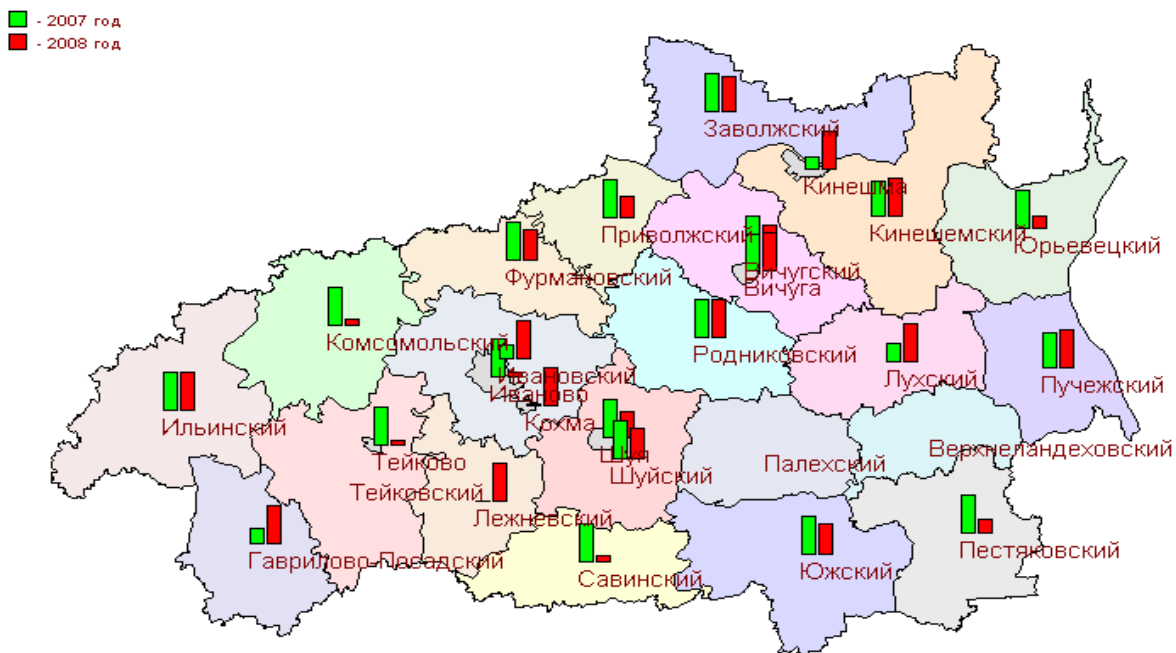 - 2007 год
- 2008 год
Заволжский
Кинешма
Приволжский
Кинешемский
Юрьевецкий
Фурмановский
Вичугский
Вичуга
Комсомольский
Родниковский
Лухский
Пучежский
Ивановский
Иваново
Ильинский
Кохма
Тейково
Шуя
Шуйский
Палехский
Верхнеландеховский
Тейковский
Лежневский
Гаврилово-Посадский
Савинский
Южский
Пестяковский